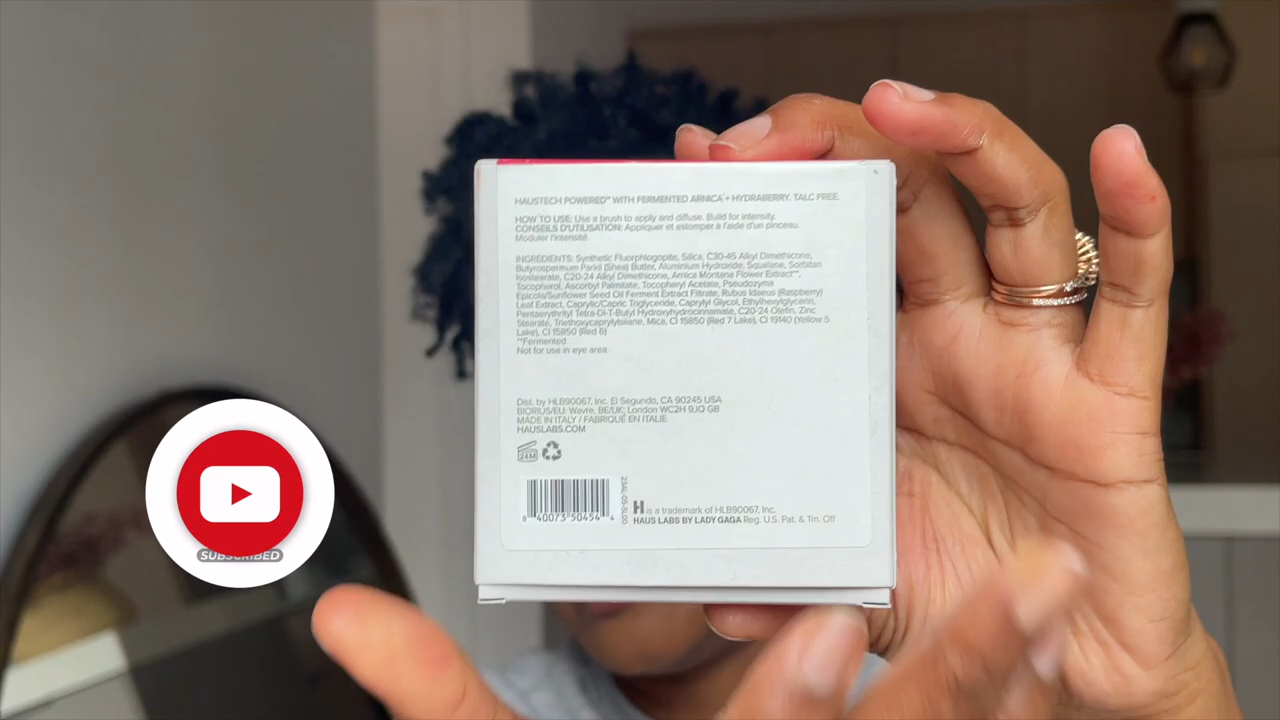 HAUSTECH POWERED™ WITH FERMENTED ARNICA + HYDRABERRY. TALC FREE.
HOW TO USE: Use a brush to apply and diffuse. Build for intensity.
CONSEILS D'UTILISATION: Appliquer et estomper à l'aide d'un pinceau.
Moduler l'intensité.
INGREDIENTS: Synthetic Fluorphlogopite, Silica, C30-45 Alkyl Dimethicone,
Butyrospermum Parkii (Shea) Butter, Aluminum Hydroxide, Squalane, Sorbitan
Isostearate, C20-24 Alkyl Dimethicone, Arnica Montana Flower Extract**,
Tocopherol, Ascorbyl Palmitate, Tocopheryl Acetate, Pseudozyma
Epicola/Sunflower Seed Oil Ferment Extract Filtrate, Rubus Idaeus (Raspberry)
Leaf Extract, Caprylic/Capric Triglyceride, Caprylyl Glycol, Ethylhexylglycerin,
Pentaerythrityl Tetra-Di-T-Butyl Hydroxyhydrocinnamate, C20-24 Olefin, Zinc
Stearate, Triethoxycaprylylsilane, Mica, CI 15850 (Red 7 Lake), CI 19140 (Yellow 5
Lake), CI 15850 (Red 6)
**Fermented
Not for use in eye area
Dist. by HLB90067, Inc. El Segundo, CA 90245 USA
BIORIUS/EU: Wavre, BE/UK: London WC2H 9JQ GB
MADE IN ITALY / FABRIQUÉ EN ITALIE
HAUSLABS.COM
24M
8 40073 50454 4
23AL-05-SL00
H is a trademark of HLB90067, Inc.
HAUS LABS BY LADY GAGA Reg. U.S. Pat. & Tm. Off
SUBSCRIBED